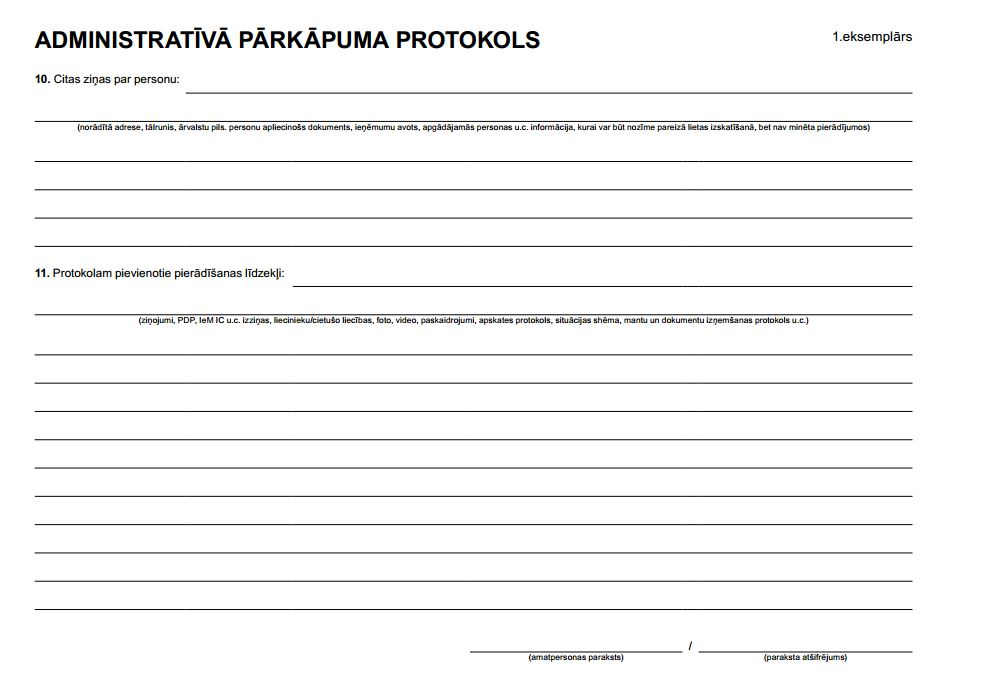 ADMINISTRATĪVĀ PĀRKĀPUMA PROTOKOLS
1.eksemplārs
10. Citas ziņas par personu:
(norādītā adrese, tālrunis, ārvalstu pils. personu apliecinošs dokuments, ieņēmumu avots, apgādājamās personas u.c. informācija, kurai var būt nozīme pareizā lietas izskatīšanā, bet nav minēta pierādījumos)
11. Protokolam pievienotie pierādīšanas līdzekļi:
(ziņojumi, PDP, IeM IC u.c. izziņas, liecinieku/cietušo liecības, foto, video, paskaidrojumi, apskates protokols, situācijas shēma, mantu un dokumentu izņemšanas protokols u.c.)
/
(amatpersonas paraksts) (paraksta atšifrējums)